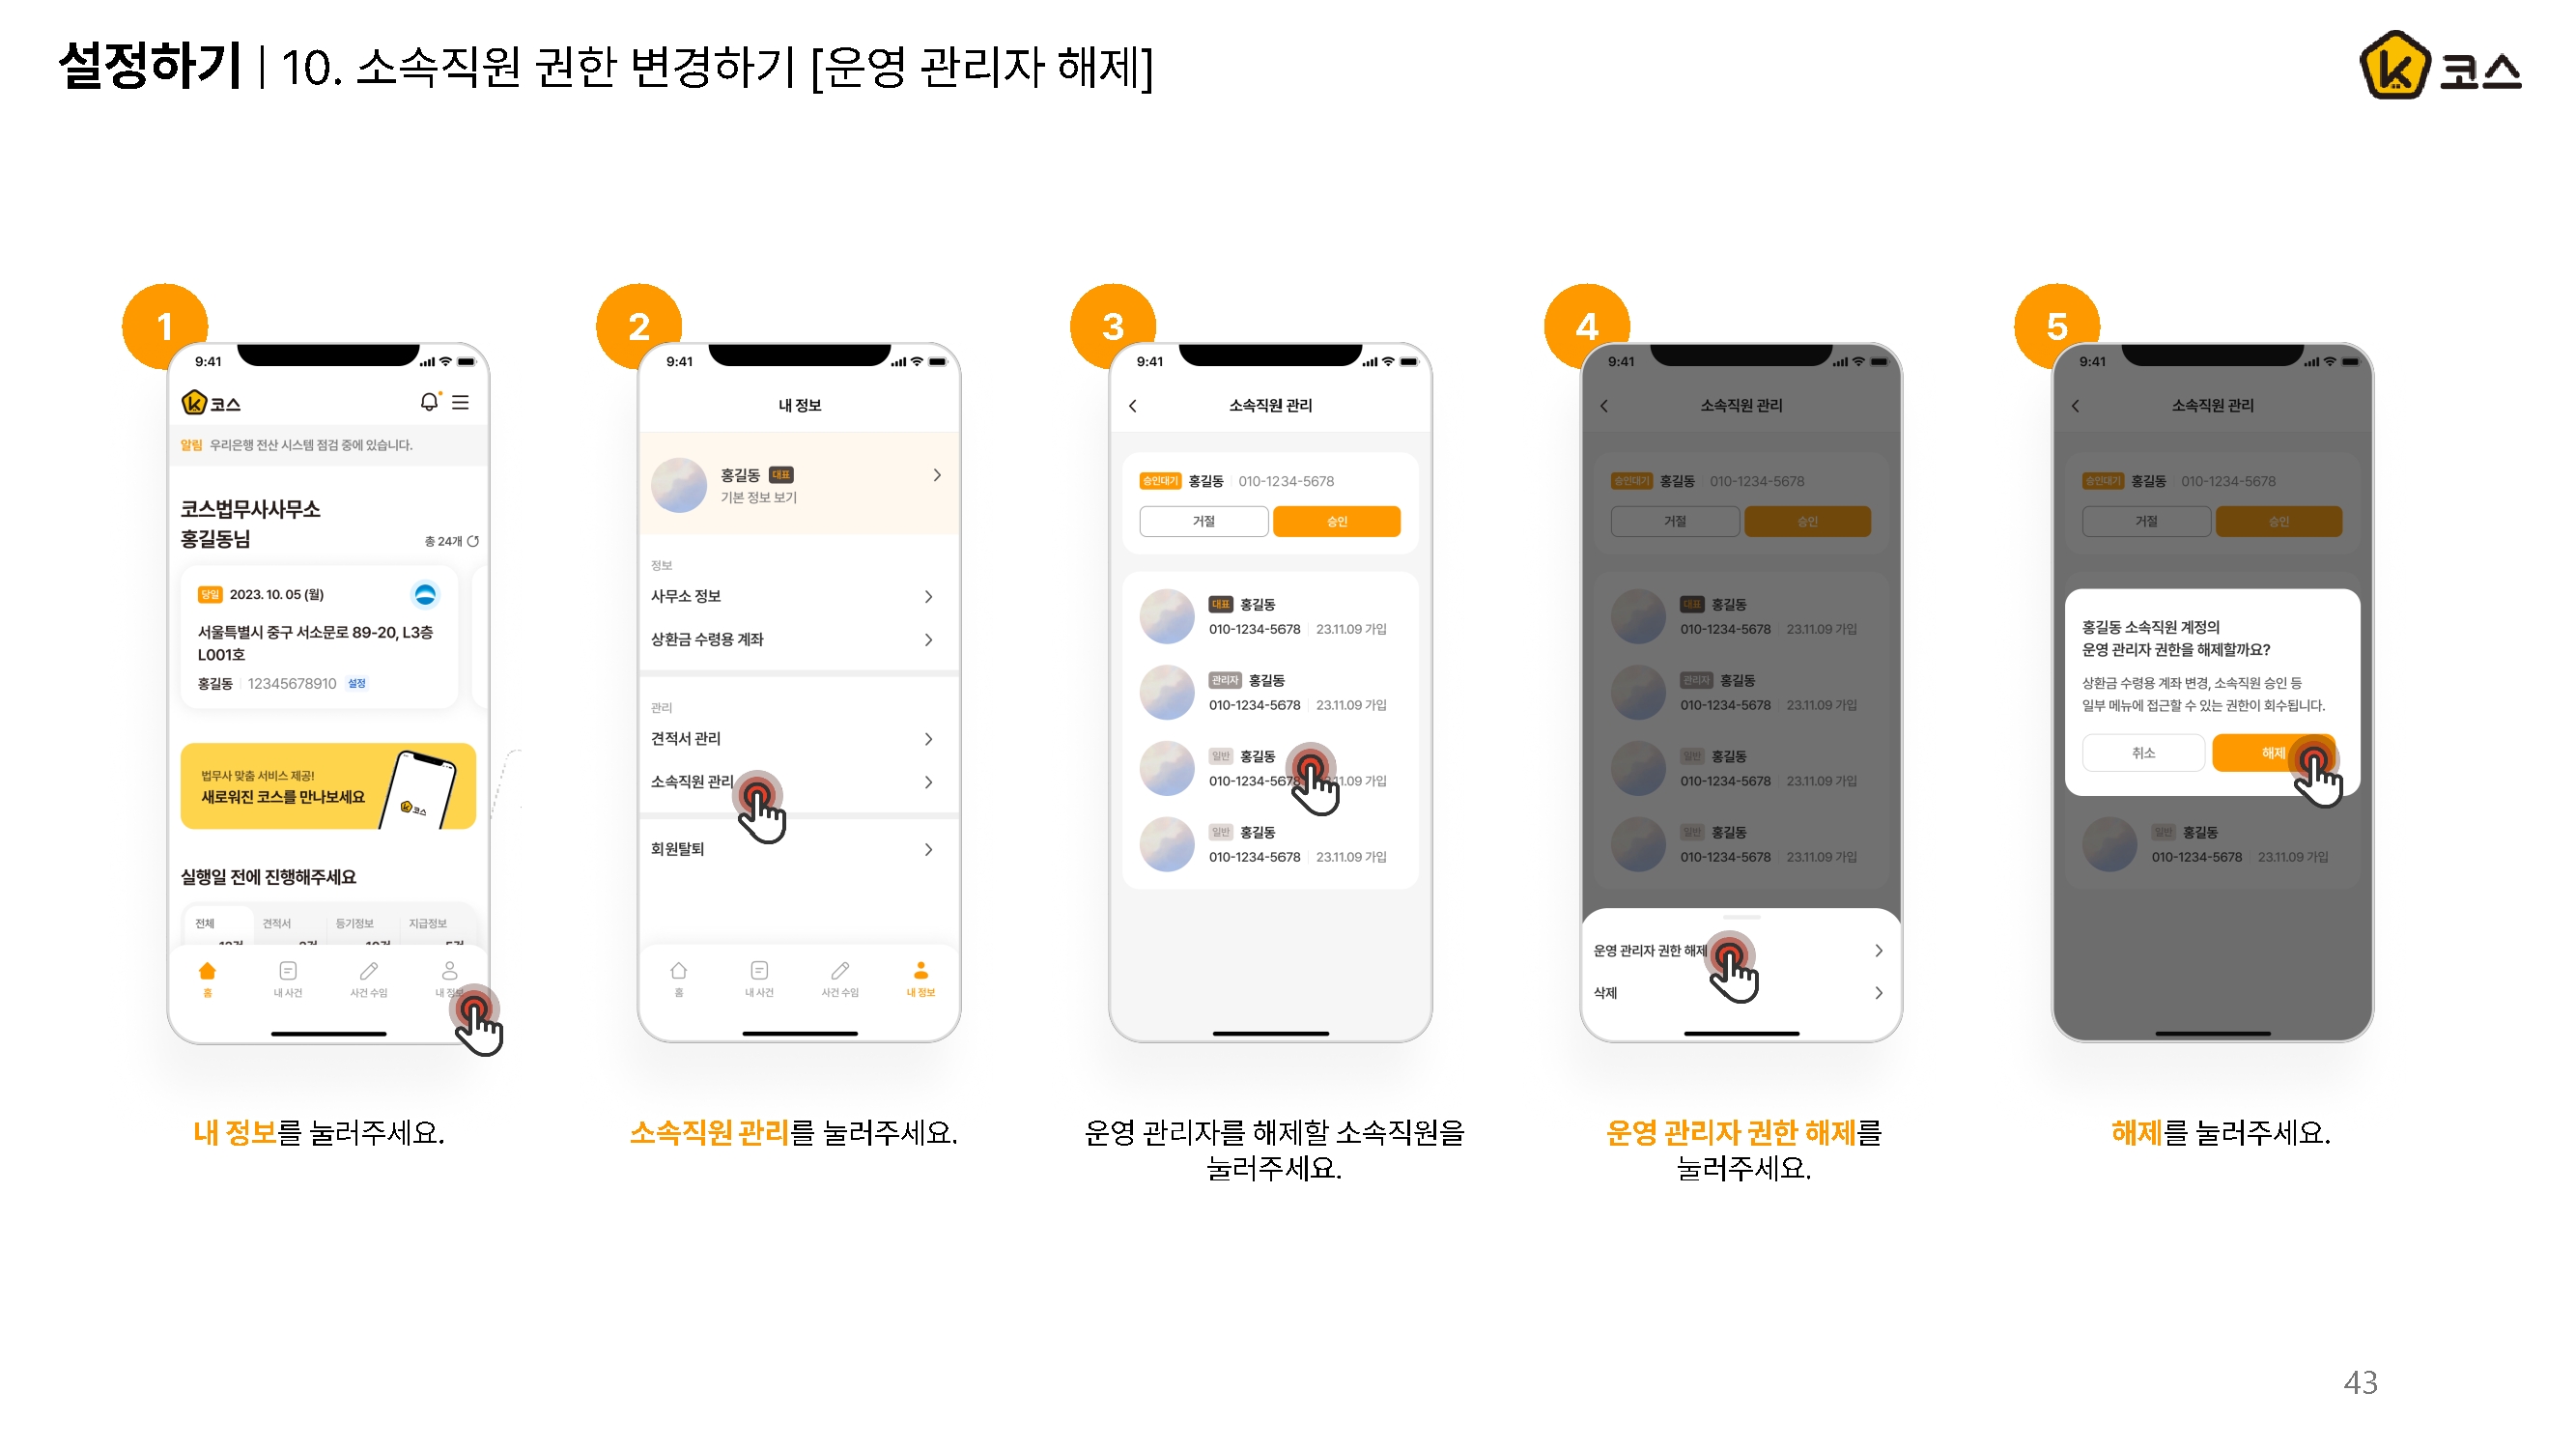 설정하기 | 10. 소속직원 권한 변경하기 [운영 관리자 해제]
코스
1
9:41
코스
알림 우리은행 전산 시스템 점검 중에 있습니다.
코스법무사사무소
홍길동님
총 24개
당일 2023. 10. 05 (월)
서울특별시 중구 서소문로 89-20, L3층
L001호
홍길동 12345678910 설정
법무사 맞춤 서비스 제공!
새로워진 코스를 만나보세요
코스
실행일 전에 진행해주세요
전체 견적서 등기정보 지급정보
홈 내 사건 사건 수임 내 정보
내 정보를 눌러주세요.
2
9:41
내 정보
홍길동 대표
기본 정보 보기
정보
사무소 정보
상환금 수령용 계좌
관리
견적서 관리
소속직원 관리
회원탈퇴
홈 내 사건 사건 수임 내 정보
소속직원 관리를 눌러주세요.
3
9:41
소속직원 관리
승인대기 홍길동 010-1234-5678
거절 승인
대표 홍길동
010-1234-5678 23.11.09 가입
관리자 홍길동
010-1234-5678 23.11.09 가입
일반 홍길동
010-1234-5678 11.09 가입
일반 홍길동
010-1234-5678 23.11.09 가입
운영 관리자를 해제할 소속직원을
눌러주세요.
4
9:41
소속직원 관리
승인대기 홍길동 010-1234-5678
거절 승인
대표 홍길동
010-1234-5678 23.11.09 가입
관리자 홍길동
010-1234-5678 23.11.09 가입
일반 홍길동
010-1234-5678 23.11.09 가입
일반 홍길동
010-1234-5678 23.11.09 가입
운영 관리자 권한 해제
삭제
운영 관리자 권한 해제를
눌러주세요.
5
9:41
소속직원 관리
승인대기 홍길동 010-1234-5678
거절 승인
홍길동 소속직원 계정의
운영 관리자 권한을 해제할까요?
상환금 수령용 계좌 변경, 소속직원 승인 등
일부 메뉴에 접근할 수 있는 권한이 회수됩니다.
취소 해제
일반 홍길동
010-1234-5678 23.11.09 가입
해제를 눌러주세요.
43